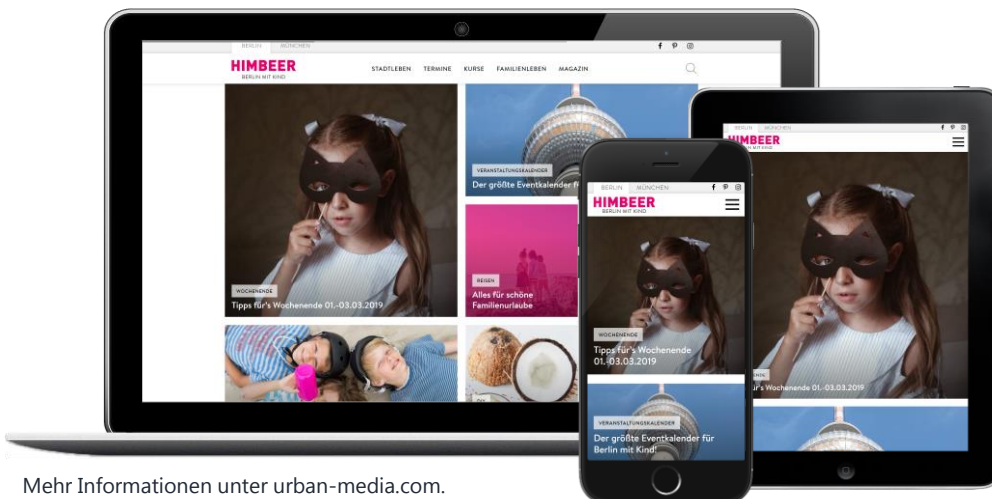 BERLIN MÜNCHEN
HIMBEER
BERLIN MIT KIND
STADTLEBEN TERMINE KURSE FAMILIENLEBEN MAGAZIN
WOCHENENDE
Tipps für's Wochenende 01.-03.03.2019
VERANSTALTUNGSKALENDER
Der größte Eventkalender
REISEN
Alles für schöne
Familienurlaube
DIY
BERLIN MÜNCHEN
HIMBEER
BERLIN MIT KIND
WOCHENENDE
Tipps für's Wochenende
01.-03.03.2019
VERANSTALTUNGSKALENDER
Der größte Eventkalender für
Berlin mit Kind!
BERLIN MÜNCHEN
HIMBEER
MIT KIND
für's Wochenende 01.-03.03.2019
Mehr Informationen unter urban-media.com.